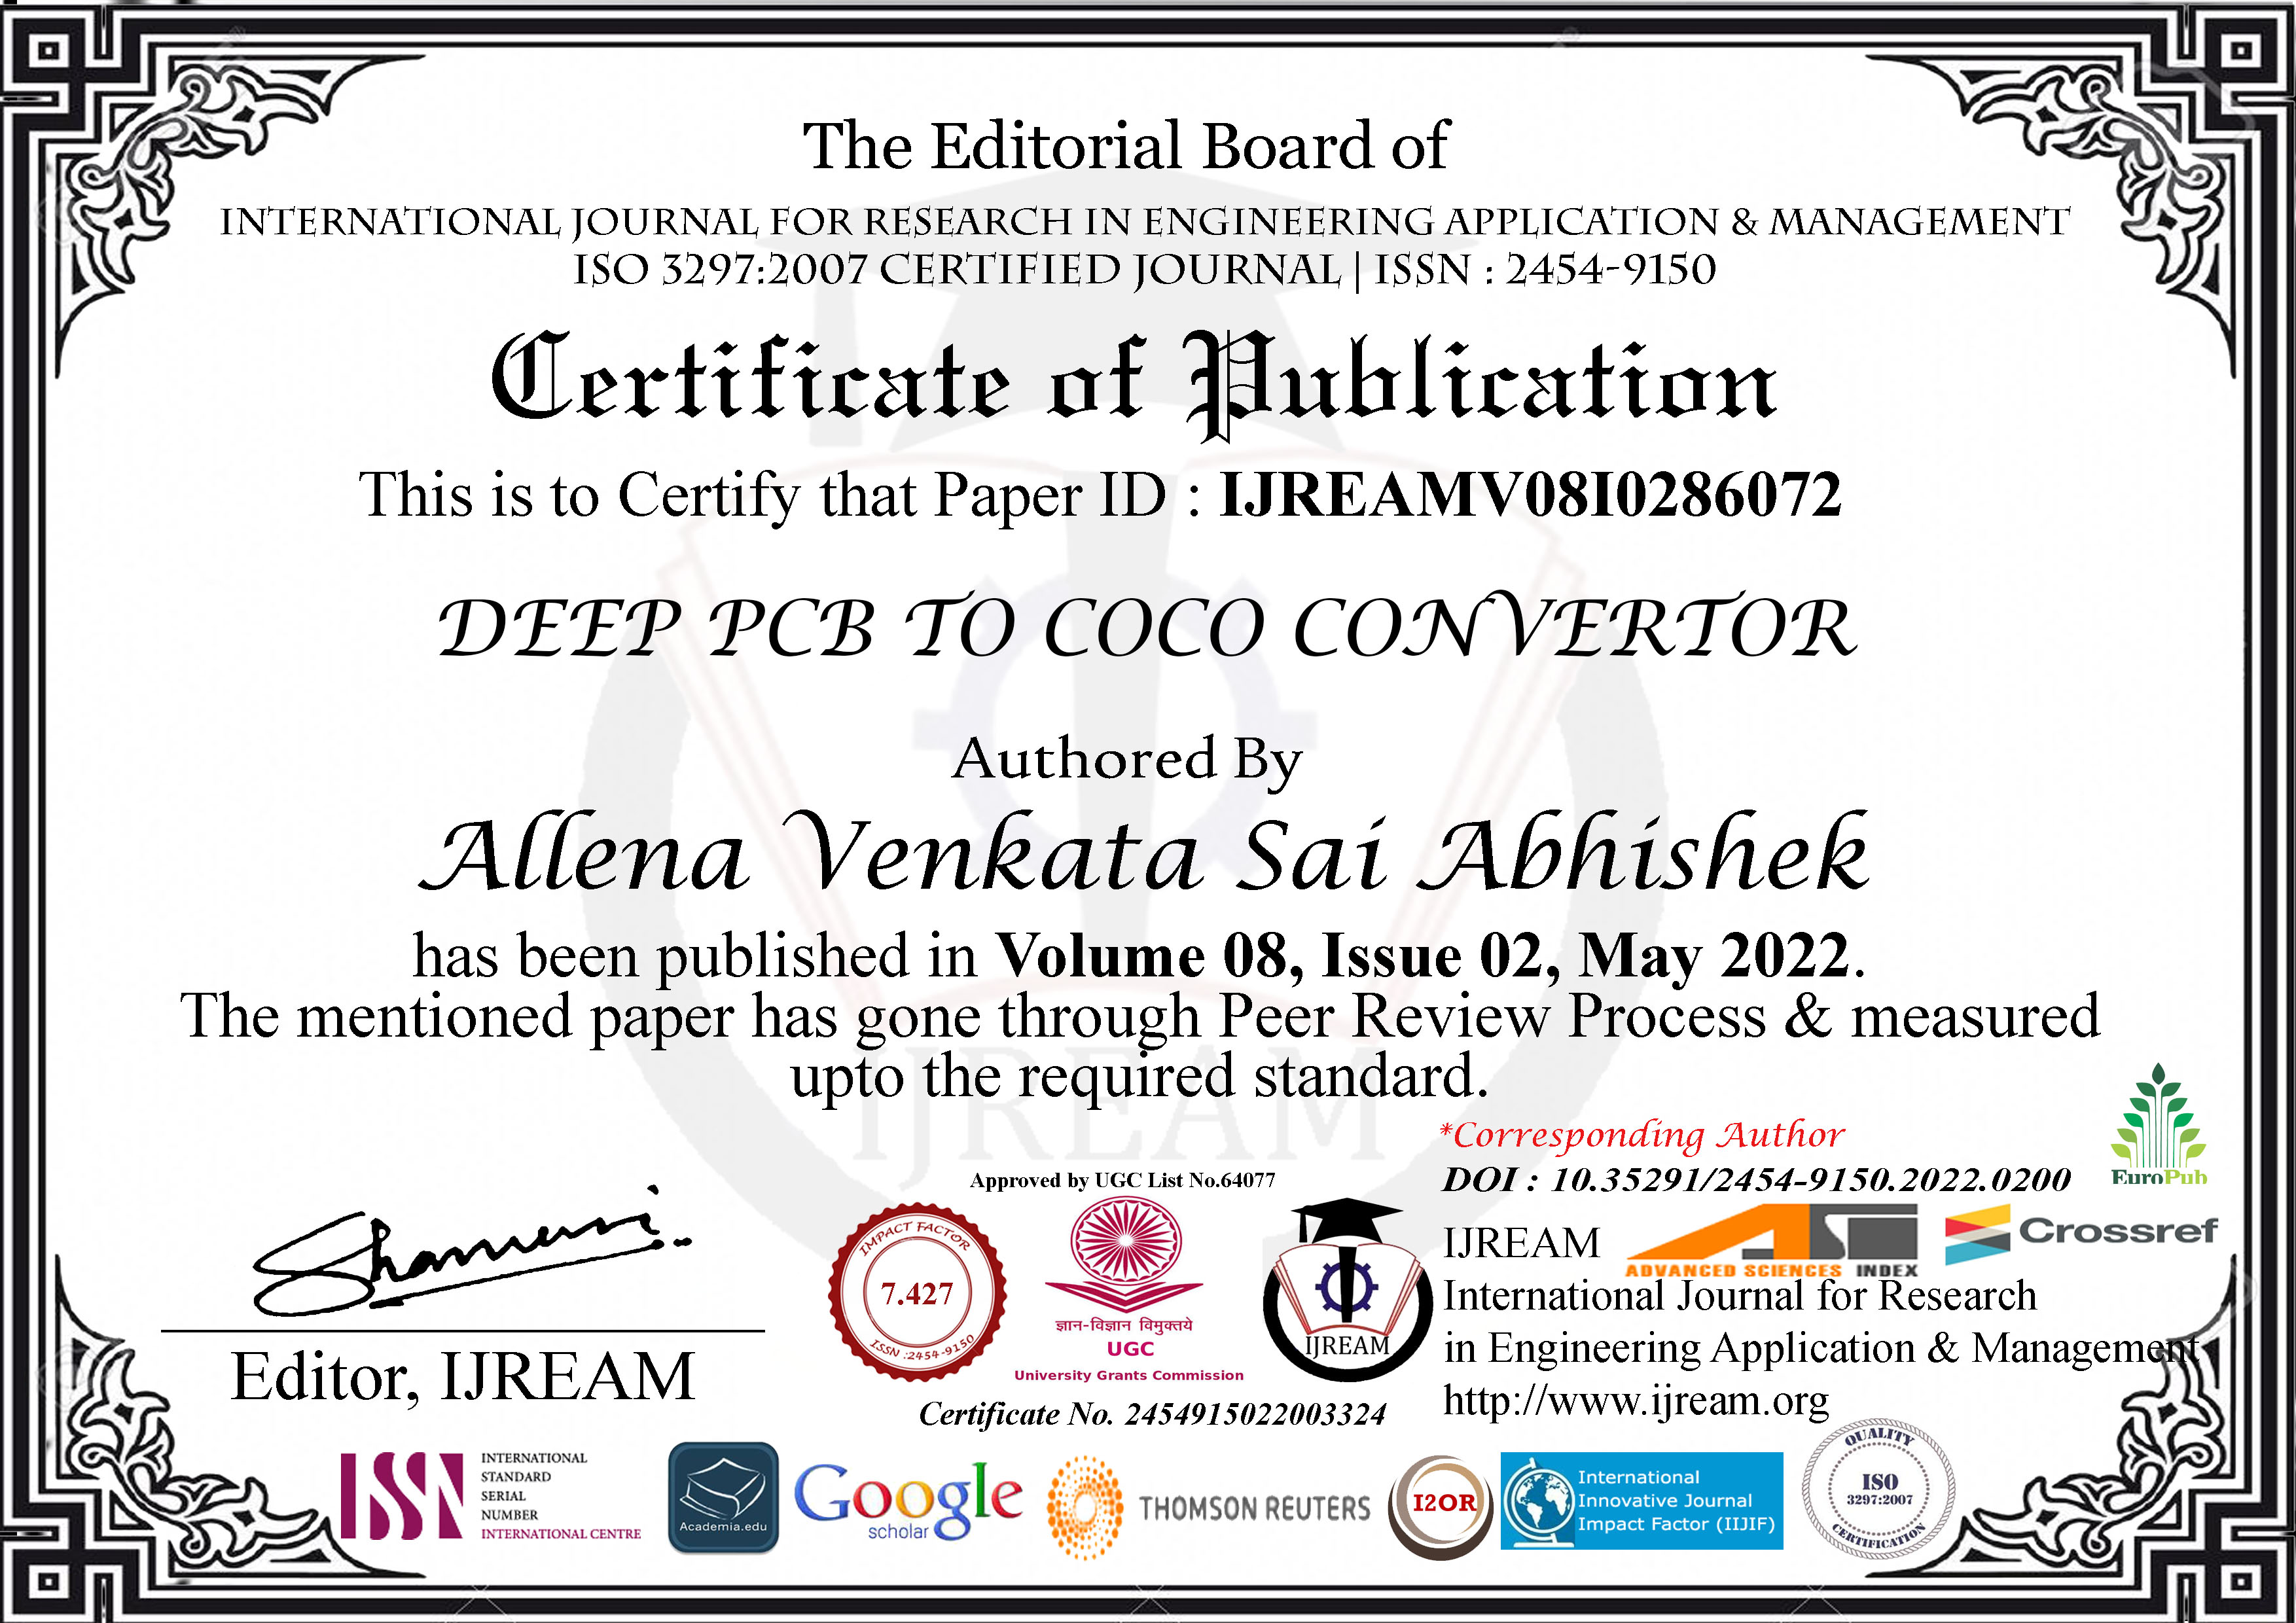 The Editorial Board of
INTERNATIONAL JOURNAL FOR RESEARCH IN ENGINEERING APPLICATION & MANAGEMENT
ISO 3297:2007 CERTIFIED JOURNAL | ISSN : 2454-9150
Certificate of Publication
This is to Certify that Paper ID : IJREAMV08I0286072
DEEP PCB TO COCO CONVERTOR
Authored By
Allena Venkata Sai Abhishek
has been published in Volume 08, Issue 02, May 2022.
The mentioned paper has gone through Peer Review Process & measured
upto the required standard.
IJREAM
*Corresponding Author
DOI : 10.35291/2454-9150.2022.0200
EuroPub
Approved by UGC List No.64077
Editor, IJREAM
IMPACT FACTOR
7.427
ISSN :2454-9150
ज्ञान-विज्ञान विमुक्तये
UGC
University Grants Commission
IJREAM
Certificate No. 2454915022003324
IJREAM
ASI
ADVANCED SCIENCES INDEX
Crossref
International Journal for Research
in Engineering Application & Management
http://www.ijream.org
ISSN
INTERNATIONAL
STANDARD
SERIAL
NUMBER
INTERNATIONAL CENTRE
Academia.edu
Google
scholar
THOMSON REUTERS
I2OR
International
Innovative Journal
Impact Factor (IIJIF)
QUALITY
ISO
3297:2007
CERTIFICATION